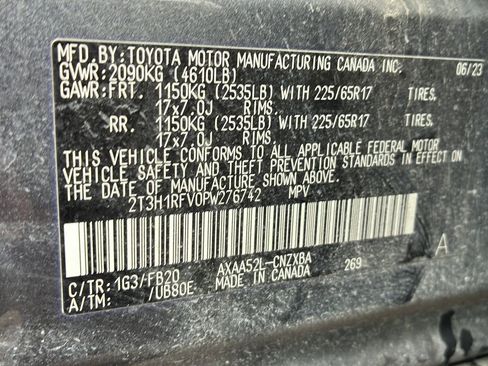 MFD.BY:TOYOTA MOTOR MANUFACTURING CANADA INC. 06/23
GVWR:2090KG (4610LB)
GAWR:FRT. 1150KG (2535LB) WITH 225/65R17 TIRES.
17x7.0J RIMS.
RR. 1150KG (2535LB) WITH 225/65R17 TIRES.
17x7.0J RIMS.
THIS VEHICLE CONFORMS TO ALL APPLICABLE FEDERAL MOTOR
VEHICLE SAFETY AND THEFT PREVENTION STANDARDS IN EFFECT ON
THE DATE OF MANUFACTURE SHOWN ABOVE.
2T3H1RFV0PW276742 MPV
C/TR:1G3/FB20 AXAA52L-CNZXBA 269 A
A/TM: /UB80E MADE IN CANADA